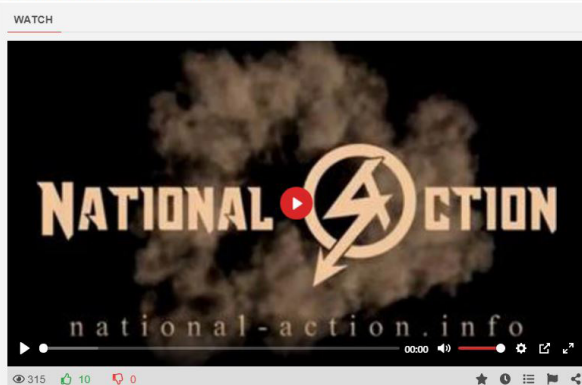 WATCH
NATIONAL ACTION
national-action.info
00:00
315 10 0